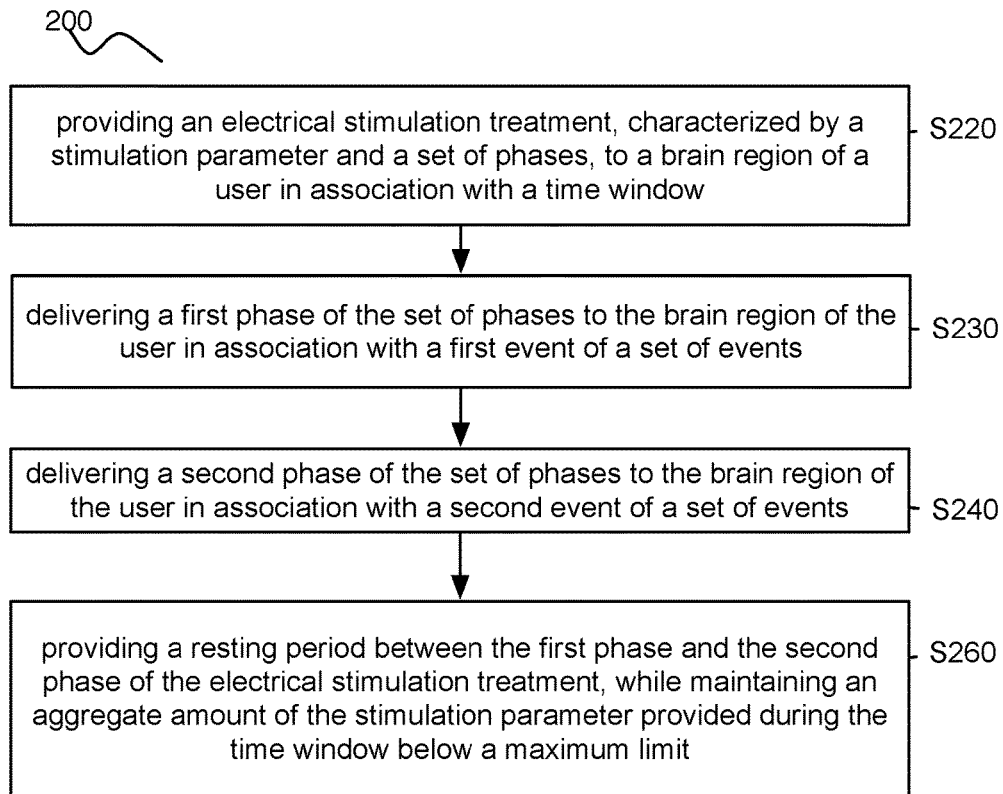 200
providing an electrical stimulation treatment, characterized by a
stimulation parameter and a set of phases, to a brain region of a
user in association with a time window
S220
delivering a first phase of the set of phases to the brain region of the
user in association with a first event of a set of events
S230
delivering a second phase of the set of phases to the brain region of
the user in association with a second event of a set of events
S240
providing a resting period between the first phase and the second
phase of the electrical stimulation treatment, while maintaining an
aggregate amount of the stimulation parameter provided during the
time window below a maximum limit
S260